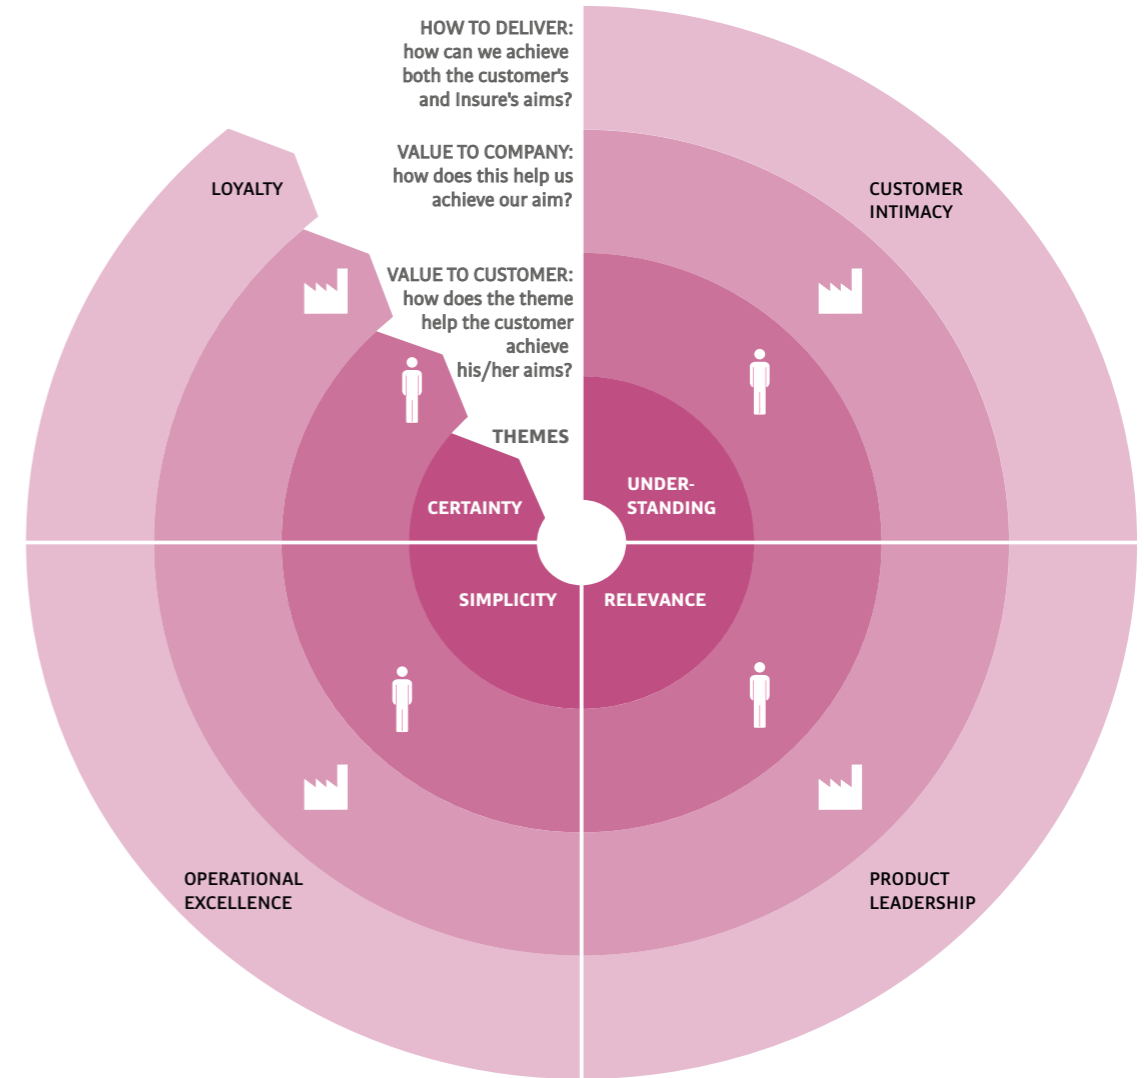 HOW TO DELIVER:
how can we achieve
both the customer's
and Insure's aims?
VALUE TO COMPANY:
how does this help us
achieve our aim?
LOYALTY
CUSTOMER
INTIMACY
VALUE TO CUSTOMER:
how does the theme
help the customer
achieve
his/her aims?
THEMES
CERTAINTY
UNDER-
STANDING
SIMPLICITY
RELEVANCE
OPERATIONAL
EXCELLENCE
PRODUCT
LEADERSHIP